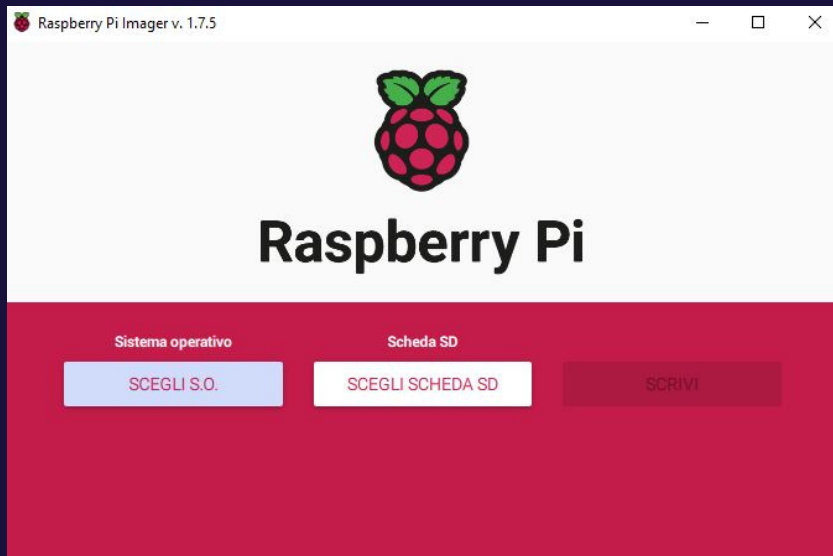 Raspberry Pi Imager v. 1.7.5
Raspberry Pi
Sistema operativo
Scheda SD
SCEGLI S.O.
SCEGLI SCHEDA SD
SCRIVI